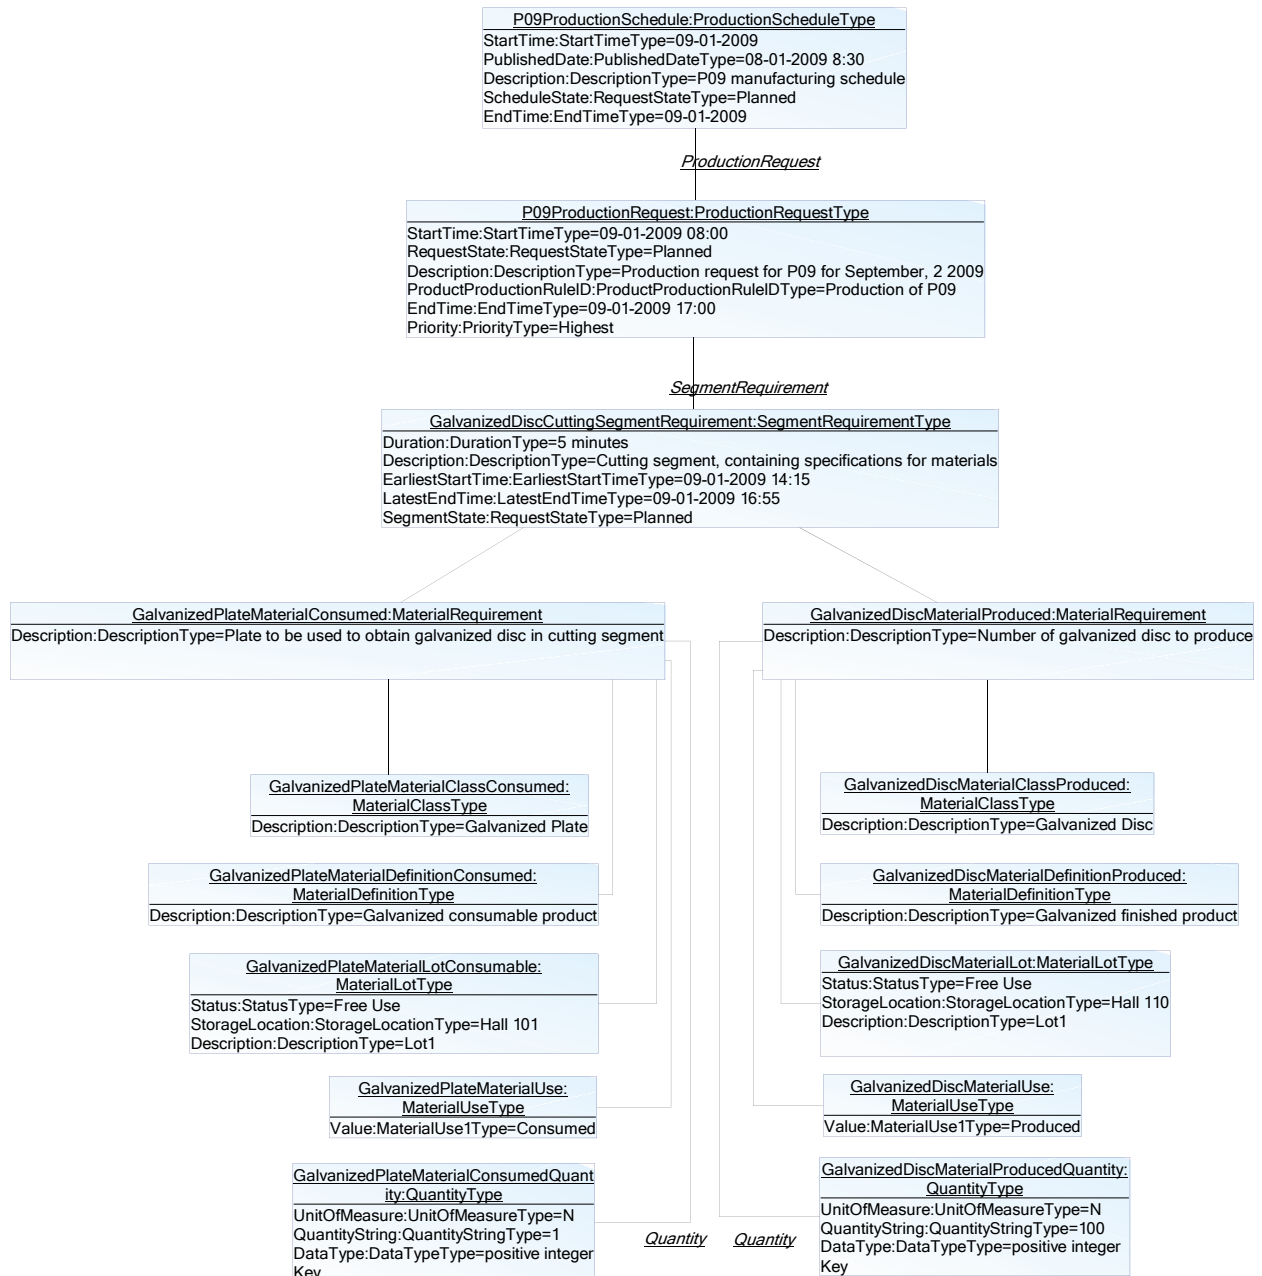 P09ProductionSchedule:ProductionScheduleType
StartTime:StartTimeType=09-01-2009
PublishedDate:PublishedDateType=08-01-2009 8:30
Description:DescriptionType=P09 manufacturing schedule
ScheduleState:RequestStateType=Planned
EndTime:EndTimeType=09-01-2009
ProductionRequest
P09ProductionRequest:ProductionRequestType
StartTime:StartTimeType=09-01-2009 08:00
RequestState:RequestStateType=Planned
Description:DescriptionType=Production request for P09 for September, 2 2009
ProductProductionRuleID:ProductProductionRuleIDType=Production of P09
EndTime:EndTimeType=09-01-2009 17:00
Priority:PriorityType=Highest
SegmentRequirement
GalvanizedDiscCuttingSegmentRequirement:SegmentRequirementType
Duration:DurationType=5 minutes
Description:DescriptionType=Cutting segment, containing specifications for materials
EarliestStartTime:EarliestStartTimeType=09-01-2009 14:15
LatestEndTime:LatestEndTimeType=09-01-2009 16:55
SegmentState:RequestStateType=Planned
GalvanizedPlateMaterialConsumed:MaterialRequirement
Description:DescriptionType=Plate to be used to obtain galvanized disc in cutting segment
GalvanizedDiscMaterialProduced:MaterialRequirement
Description:DescriptionType=Number of galvanized disc to produce
GalvanizedPlateMaterialClassConsumed:
MaterialClassType
Description:DescriptionType=Galvanized Plate
GalvanizedDiscMaterialClassProduced:
MaterialClassType
Description:DescriptionType=Galvanized Disc
GalvanizedPlateMaterialDefinitionConsumed:
MaterialDefinitionType
Description:DescriptionType=Galvanized consumable product
GalvanizedDiscMaterialDefinitionProduced:
MaterialDefinitionType
Description:DescriptionType=Galvanized finished product
GalvanizedPlateMaterialLotConsumable:
MaterialLotType
Status:StatusType=Free Use
StorageLocation:StorageLocationType=Hall 101
Description:DescriptionType=Lot1
GalvanizedDiscMaterialLot:MaterialLotType
Status:StatusType=Free Use
StorageLocation:StorageLocationType=Hall 110
Description:DescriptionType=Lot1
GalvanizedPlateMaterialUse:
MaterialUseType
Value:MaterialUse1Type=Consumed
GalvanizedDiscMaterialUse:
MaterialUseType
Value:MaterialUse1Type=Produced
GalvanizedPlateMaterialConsumedQuant
ity:QuantityType
UnitOfMeasure:UnitOfMeasureType=N
QuantityString:QuantityStringType=1
DataType:DataTypeType=positive integer
Key
Quantity
Quantity
GalvanizedDiscMaterialProducedQuantity:
QuantityType
UnitOfMeasure:UnitOfMeasureType=N
QuantityString:QuantityStringType=100
DataType:DataTypeType=positive integer
Key